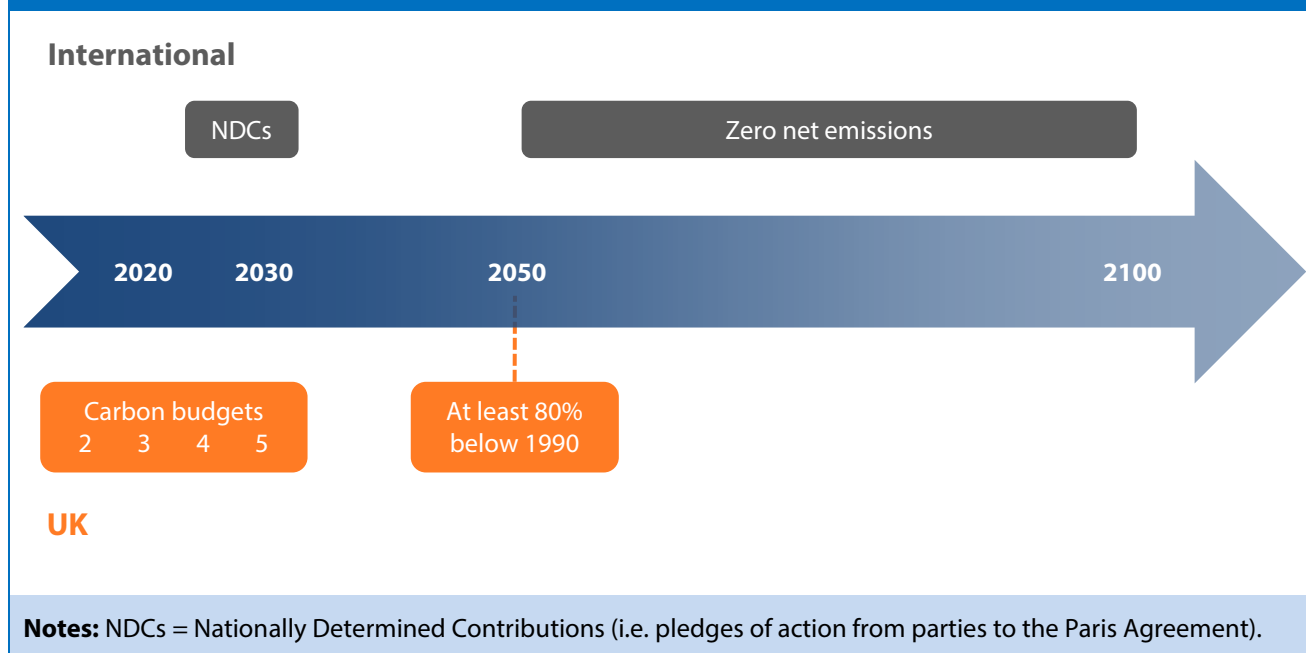 International
NDCs
Zero net emissions
2020 2030 2050 2100
Carbon budgets
2 3 4 5
At least 80%
below 1990
UK
Notes: NDCs = Nationally Determined Contributions (i.e. pledges of action from parties to the Paris Agreement).